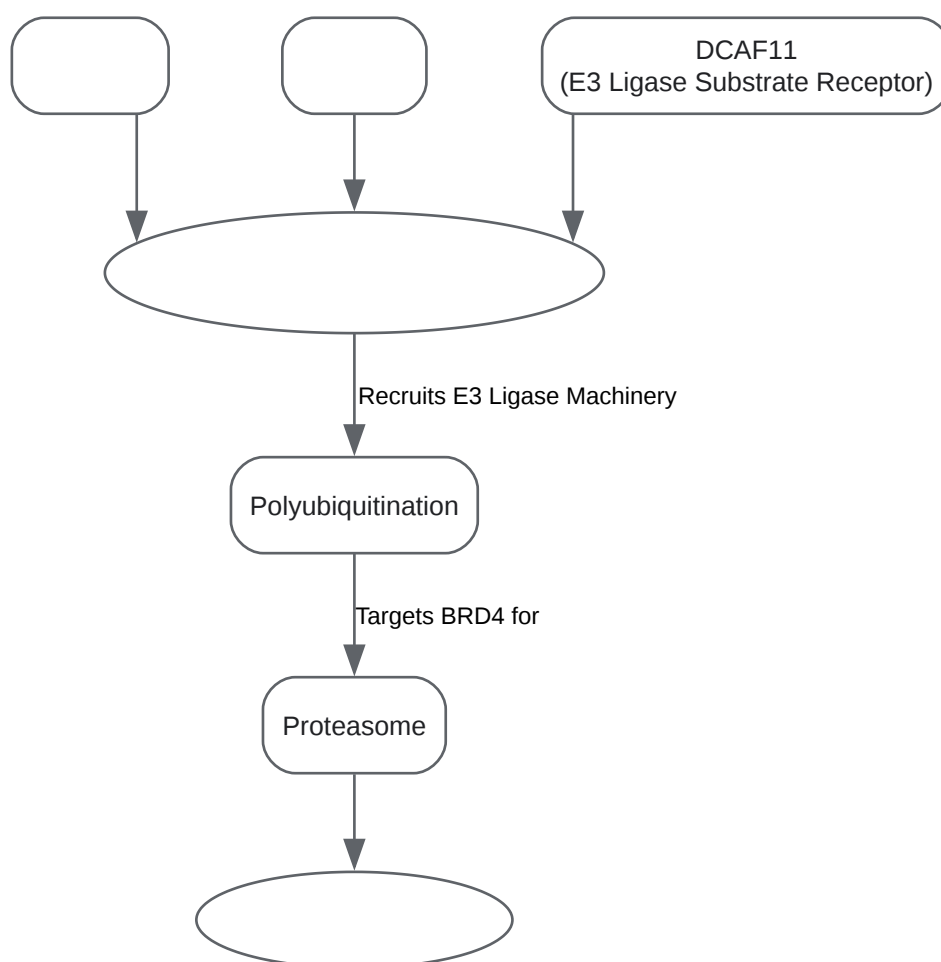 DCAF11
(E3 Ligase Substrate Receptor)
Recruits E3 Ligase Machinery
Polyubiquitination
Targets BRD4 for
Proteasome